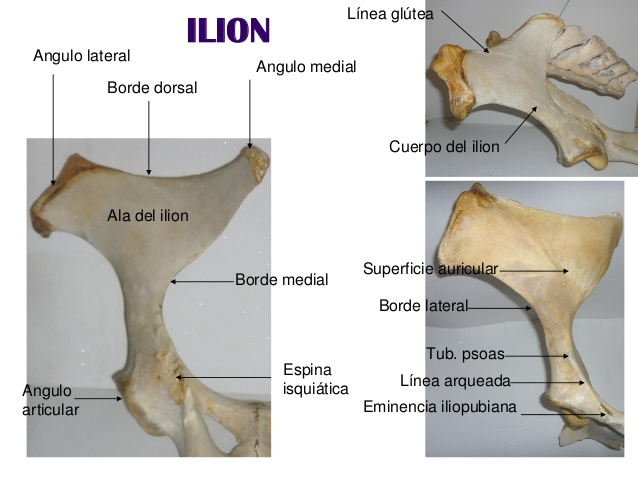 ILION
Línea glútea
Angulo lateral
Angulo medial
Borde dorsal
Cuerpo del ilion
Ala del ilion
Superficie auricular
Borde medial
Borde lateral
Tub. psoas
Espina
isquiática
Línea arqueada
Angulo
articular
Eminencia iliopubiana